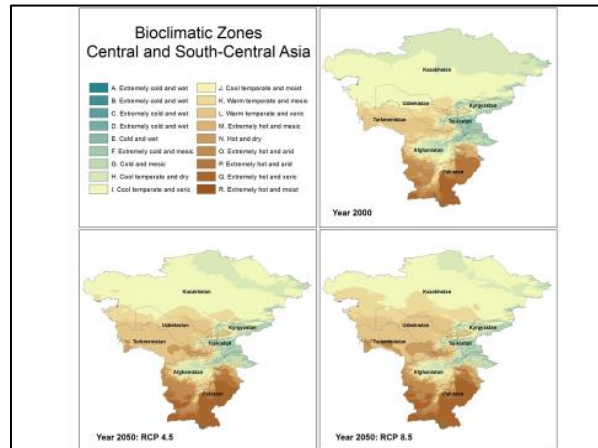 Bioclimatic Zones
Central and South-Central Asia
A. Extremely cold and wet
B. Extremely cold and wet
C. Extremely cold and wet
D. Extremely cold and wet
E. Cold and wet
F. Extremely cold and mesic
G. Cold and mesic
H. Cool temperate and dry
I. Cool temperate and xeric
J. Cool temperate and moist
K. Warm temperate and mesic
L. Warm temperate and xeric
M. Extremely hot and mesic
N. Hot and dry
O. Extremely hot and arid
P. Extremely hot and arid
Q. Extremely hot and xeric
R. Extremely hot and moist
Kazakhstan
Uzbekistan
Kyrgyzstan
Turkmenistan
Tajikistan
Afghanistan
Pakistan
Year 2000
Kazakhstan
Uzbekistan
Kyrgyzstan
Turkmenistan
Tajikistan
Afghanistan
Pakistan
Year 2050: RCP 4.5
Kazakhstan
Uzbekistan
Kyrgyzstan
Turkmenistan
Tajikistan
Afghanistan
Pakistan
Year 2050: RCP 8.5